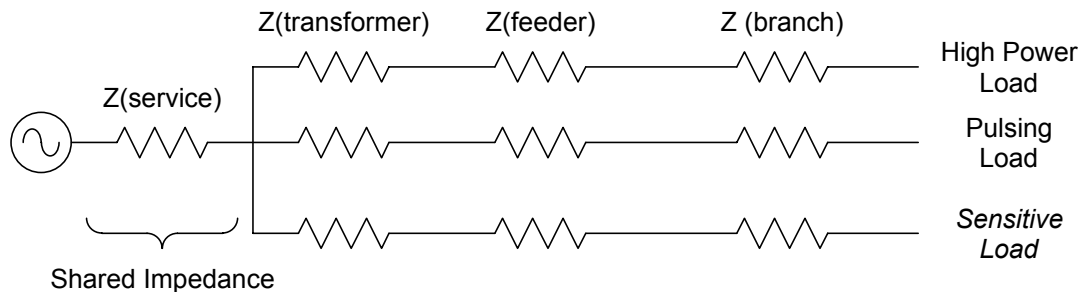 Z(transformer)
Z(feeder)
Z (branch)
High Power
Load
Z(service)
Pulsing
Load
Sensitive
Load
Shared Impedance